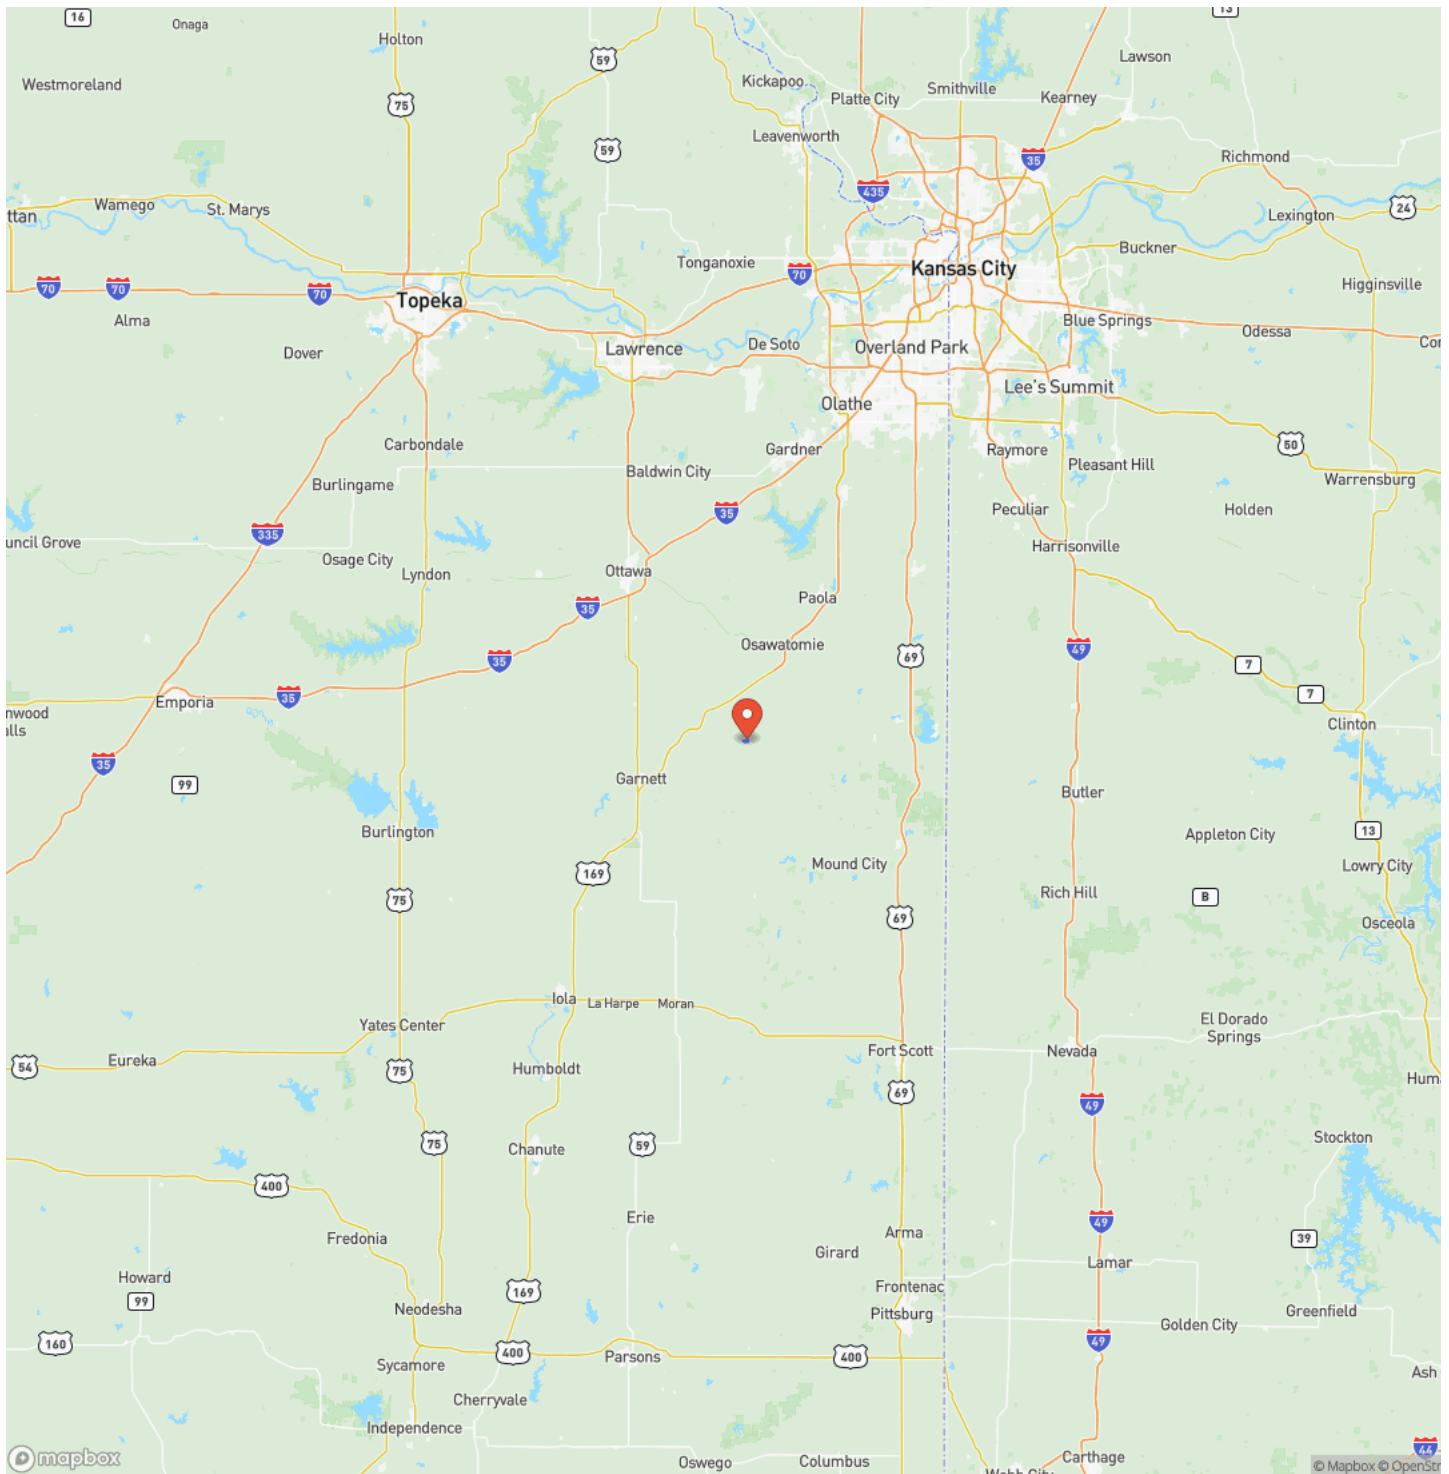 16
Onaga
13
Holton
59
Lawson
Westmoreland
Kickapoo
Smithville
Platte City
Kearney
75
Leavenworth
59
35
Richmond
435
Wamego
St. Marys
ttan
Lexington
24
Buckner
Tonganoxie
Kansas City
70
70
70
70
Higginsville
Topeka
Alma
Blue Springs
Odessa
Dover
Lawrence
De Soto
Overland Park
Cor
Lee's Summit
Olathe
Carbondale
Gardner
Raymore
50
Pleasant Hill
Baldwin City
Burlingame
Warrensburg
35
Peculiar
Holden
335
uncil Grove
Osage City
Harrisonville
Lyndon
Ottawa
Paola
35
Osawatomie
49
69
35
7
35
7
Emporia
nwood
alls
Clinton
35
Garnett
99
Butler
Burlington
Appleton City
13
Mound City
Lowry City
169
Rich Hill
B
75
69
Osceola
Iola
La Harpe
Moran
Yates Center
El Dorado
Springs
Fort Scott
Nevada
Eureka
54
Humboldt
75
Huma
69
49
Stockton
75
59
Chanute
400
Erie
49
Arma
Fredonia
Girard
39
Lamar
Howard
Frontenac
169
99
Neodesha
Pittsburg
Greenfield
Golden City
160
49
400
Parsons
400
Sycamore
Ash
Cherryvale
Independence
mapbox
Oswego
Columbus
Carthage
44
© Mapbox © OpenStr
Webb City